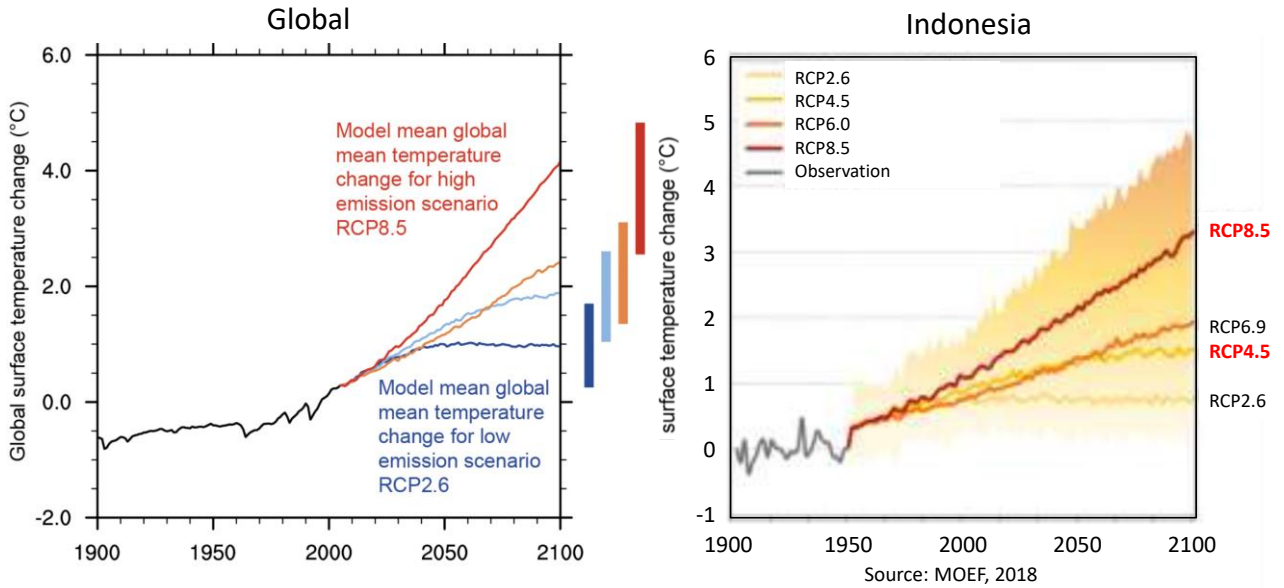 Global
Global surface temperature change (°C)
6.0
4.0
2.0
0.0
-2.0
1900
1950
2000
2050
2100
Model mean global
mean temperature
change for high
emission scenario
RCP8.5
Model mean global
mean temperature
change for low
emission scenario
RCP2.6
Indonesia
surface temperature change (°C)
6
5
4
3
2
1
0
-1
1900
1950
2000
2050
2100
RCP2.6
RCP4.5
RCP6.0
RCP8.5
Observation
RCP8.5
RCP6.9
RCP4.5
RCP2.6
Source: MOEF, 2018